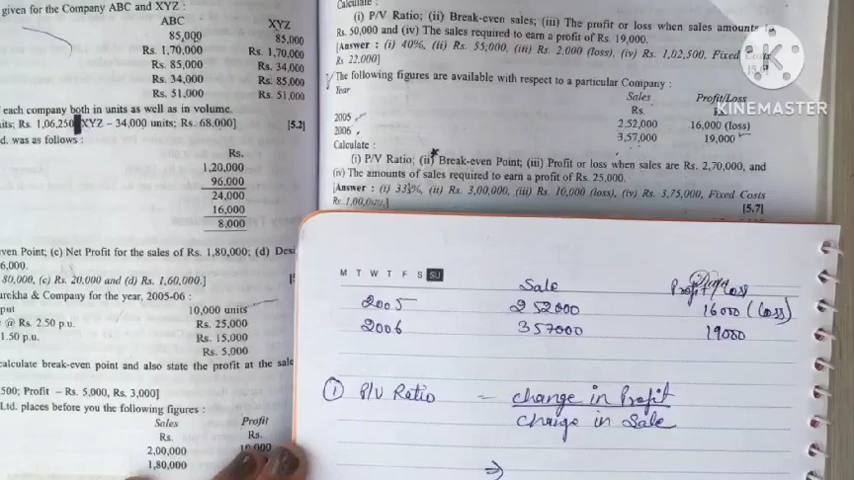 given for the Company ABC and XYZ :
ABC XYZ
85,000 85,000
Rs. 1,70,000 Rs. 1,70,000
Rs. 85,000 Rs. 34,000
Rs. 34,000 Rs. 85,000
Rs. 51,000 Rs. 51,000
each company both in units as well as in volume.
Rs. 1,06,250 XYZ – 34,000 units; Rs. 68,000] [5.2]
d. was as follows :
Rs.
1,20,000
96,000
24,000
16,000
8,000
Point; (c) Net Profit for the sales of Rs. 1,80,000; (d)
6,000.
80,000, (c) Rs. 20,000 and (d) Rs. 1,60,000.]
& Company for the year, 2005-06 :
10,000 units
@ Rs. 2.50 p.u. Rs. 25,000
1.50 p.u. Rs. 15,000
Rs. 5,000
calculate break-even point and also state the profit at the sale
500; Profit – Rs. 5,000, Rs. 3,000]
Ltd. places before you the following figures :
Sales Profit
Rs. Rs.
2,00,000
1,80,000
Calculate :
(i) P/V Ratio; (ii) Break-even sales; (iii) The profit or loss when sales amounts
Rs. 50,000 and (iv) The sales required to earn a profit of Rs. 19,000.
[Answer : (i) 40%, (ii) Rs. 55,000, (iii) Rs. 2,000 (loss), (iv) Rs. 1,02,500, Fixed Costs
Rs 22,000]
The following figures are available with respect to a particular Company :
Year Sales Profit/Loss
Rs.
2005 2,52,000 16,000 (loss)
2006 3,57,000 19,000
Calculate :
(i) P/V Ratio; (ii) Break-even Point; (iii) Profit or loss when sales are Rs. 2,70,000, and
(iv) The amounts of sales required to earn a profit of Rs. 25,000.
[Answer : (i) 33⅓%, (ii) Rs. 3,00,000, (iii) Rs. 10,000 (loss), (iv) Rs. 3,75,000, Fixed Costs
Rs. 1,00,000.] [5.7]
KINEMASTER
M T W T F S SU
Sale Profit/Loss
2005 252000 16000 (Loss)
2006 357000 19000
① P/V Ratio = change in Profit
change in Sale
⇒